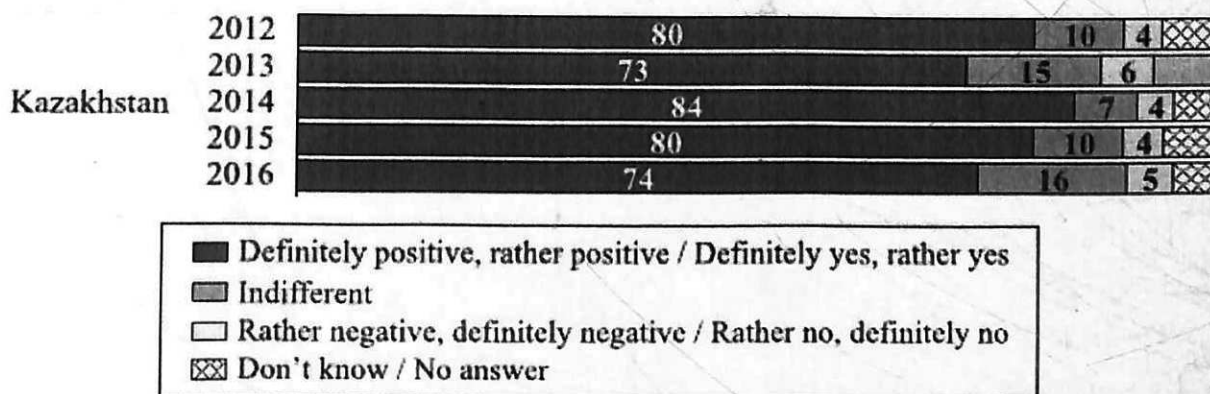 2012 80 10 4
2013 73 15 6
Kazakhstan 2014 84 7 4
2015 80 10 4
2016 74 16 5
Definitely positive, rather positive / Definitely yes, rather yes
Indifferent
Rather negative, definitely negative / Rather no, definitely no
Don't know / No answer